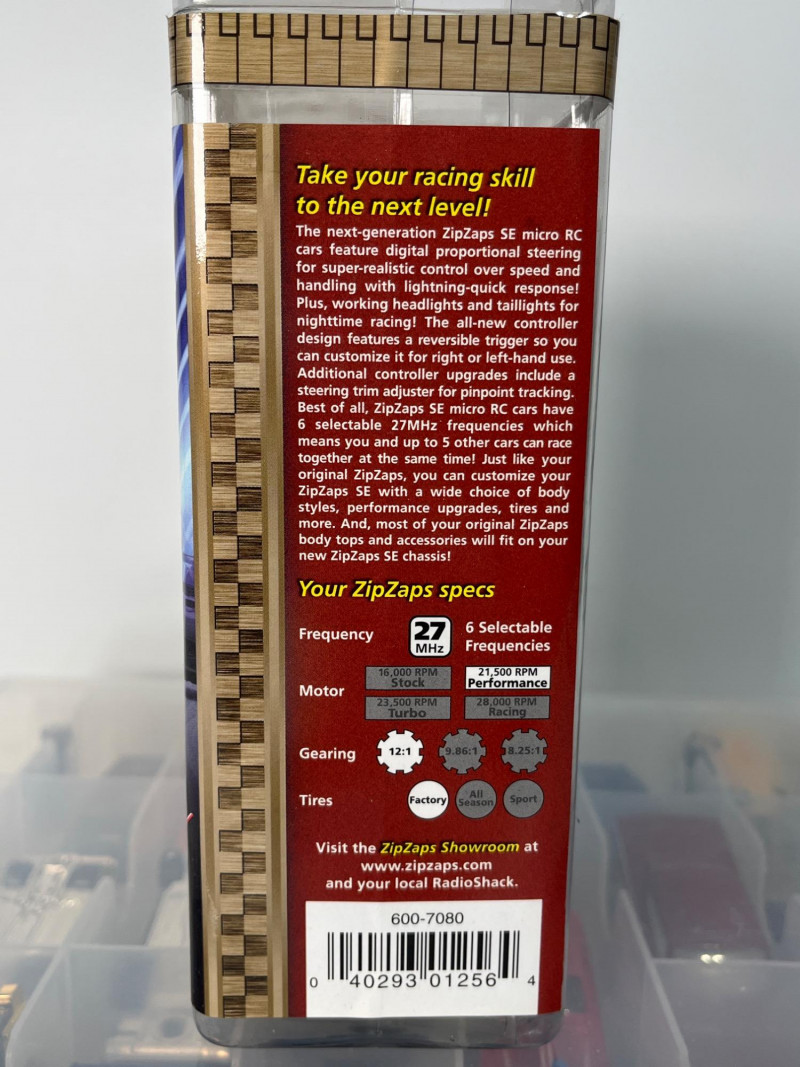 Take your racing skill
to the next level!
The next-generation ZipZaps SE micro RC
cars feature digital proportional steering
for super-realistic control over speed and
handling with lightning-quick response!
Plus, working headlights and taillights for
nighttime racing! The all-new controller
design features a reversible trigger so you
can customize it for right or left-hand use.
Additional controller upgrades include a
steering trim adjuster for pinpoint tracking.
Best of all, ZipZaps SE micro RC cars have
6 selectable 27MHz frequencies which
means you and up to 5 other cars can race
together at the same time! Just like your
original ZipZaps, you can customize your
ZipZaps SE with a wide choice of body
styles, performance upgrades, tires and
more. And, most of your original ZipZaps
body tops and accessories will fit on your
new ZipZaps SE chassis!
Your ZipZaps specs
Frequency 27 MHz 6 Selectable
Frequencies
Motor
16,000 RPM Stock
21,500 RPM Performance
23,500 RPM Turbo
28,000 RPM Racing
Gearing 12:1 9.86:1 8.25:1
Tires Factory All Season Sport
Visit the ZipZaps Showroom at
www.zipzaps.com
and your local RadioShack.
600-7080
0 40293 01256 4